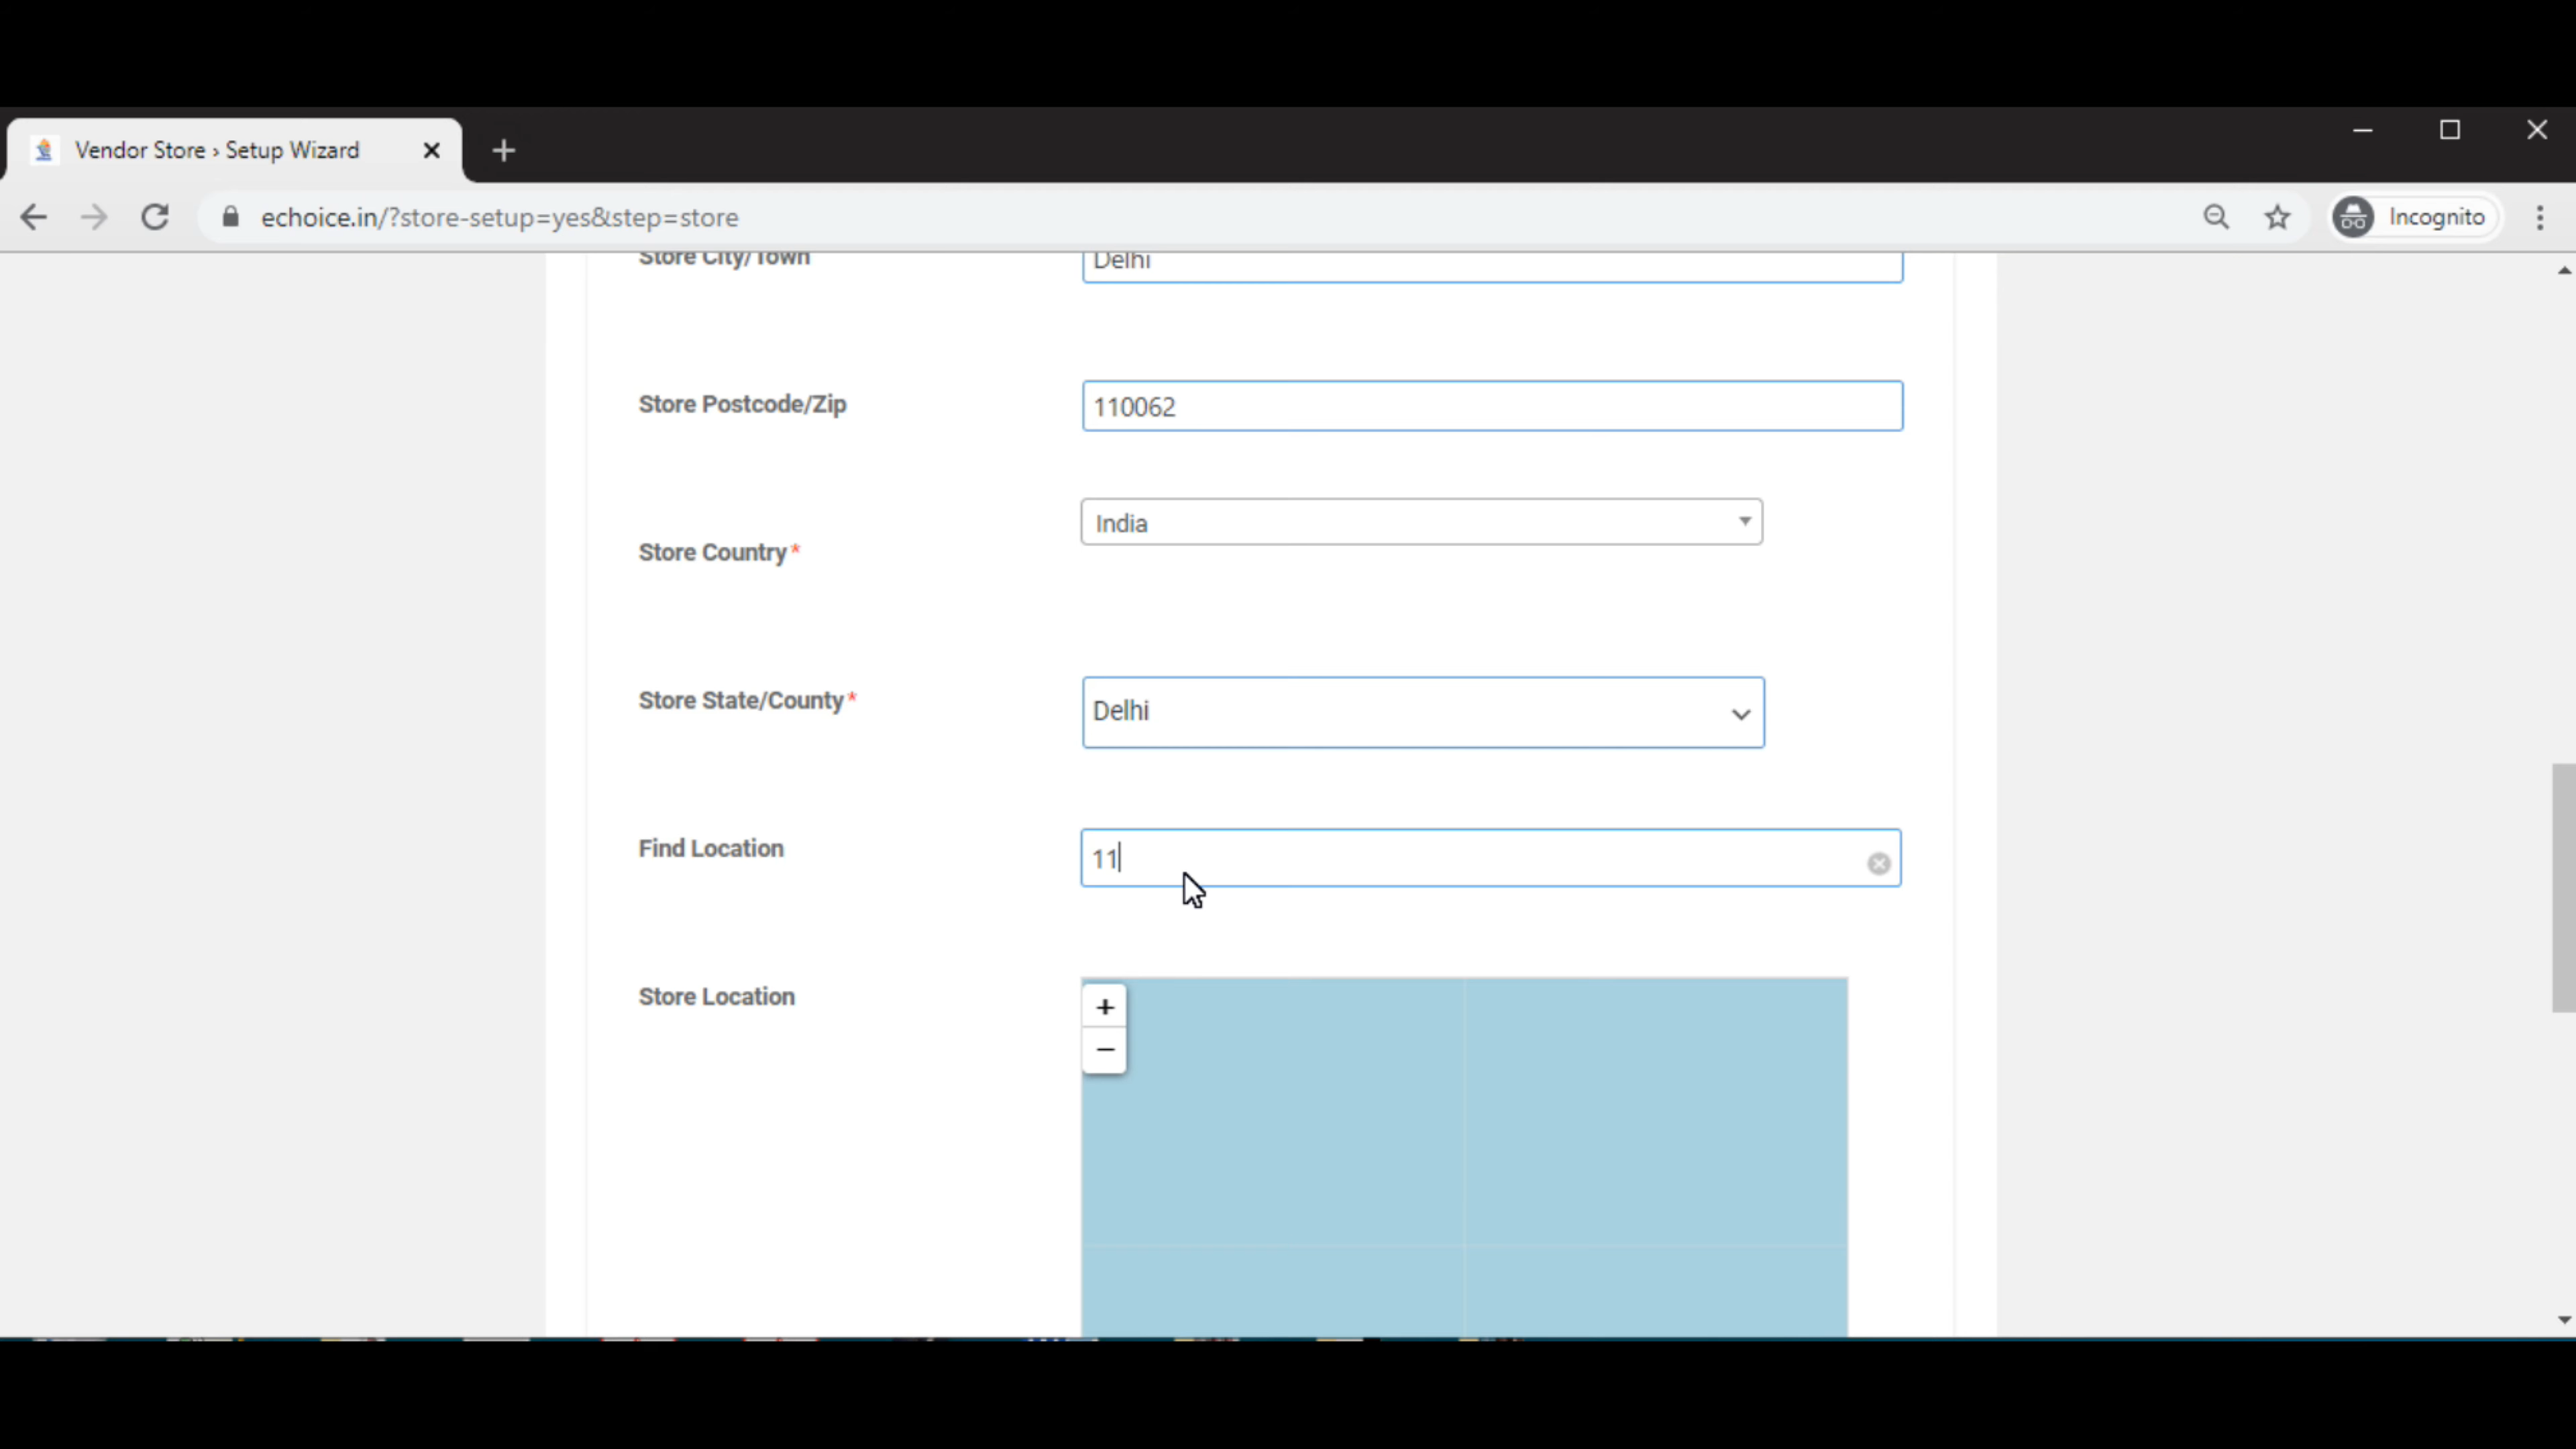 Vendor Store › Setup Wizard
echoice.in/?store-setup=yes&step=store
Incognito
Store City/Town
Delhi
Store Postcode/Zip
110062
India
Store Country*
Store State/County*
Delhi
Find Location
11
Store Location
+
−